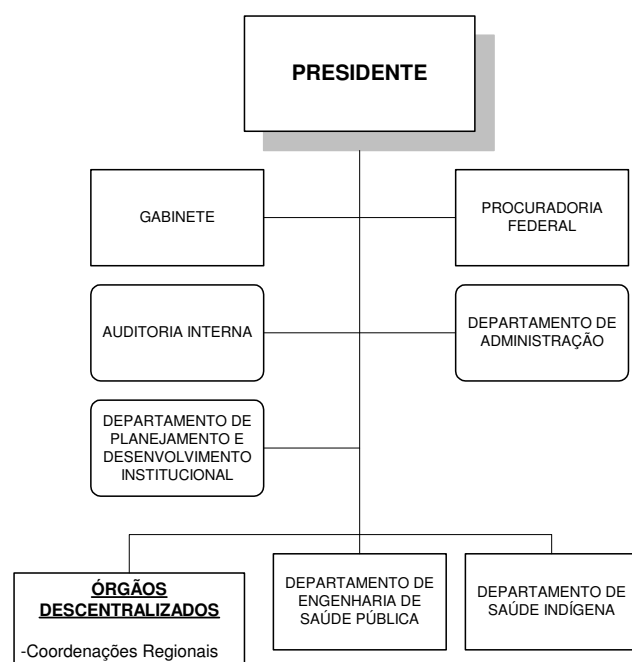 PRESIDENTE
GABINETE
PROCURADORIA
FEDERAL
AUDITORIA INTERNA
DEPARTAMENTO DE
ADMINISTRAÇÃO
DEPARTAMENTO DE
PLANEJAMENTO E
DESENVOLVIMENTO
INSTITUCIONAL
ÓRGÃOS
DESCENTRALIZADOS
-Coordenações Regionais
DEPARTAMENTO DE
ENGENHARIA DE
SAÚDE PÚBLICA
DEPARTAMENTO DE
SAÚDE INDÍGENA